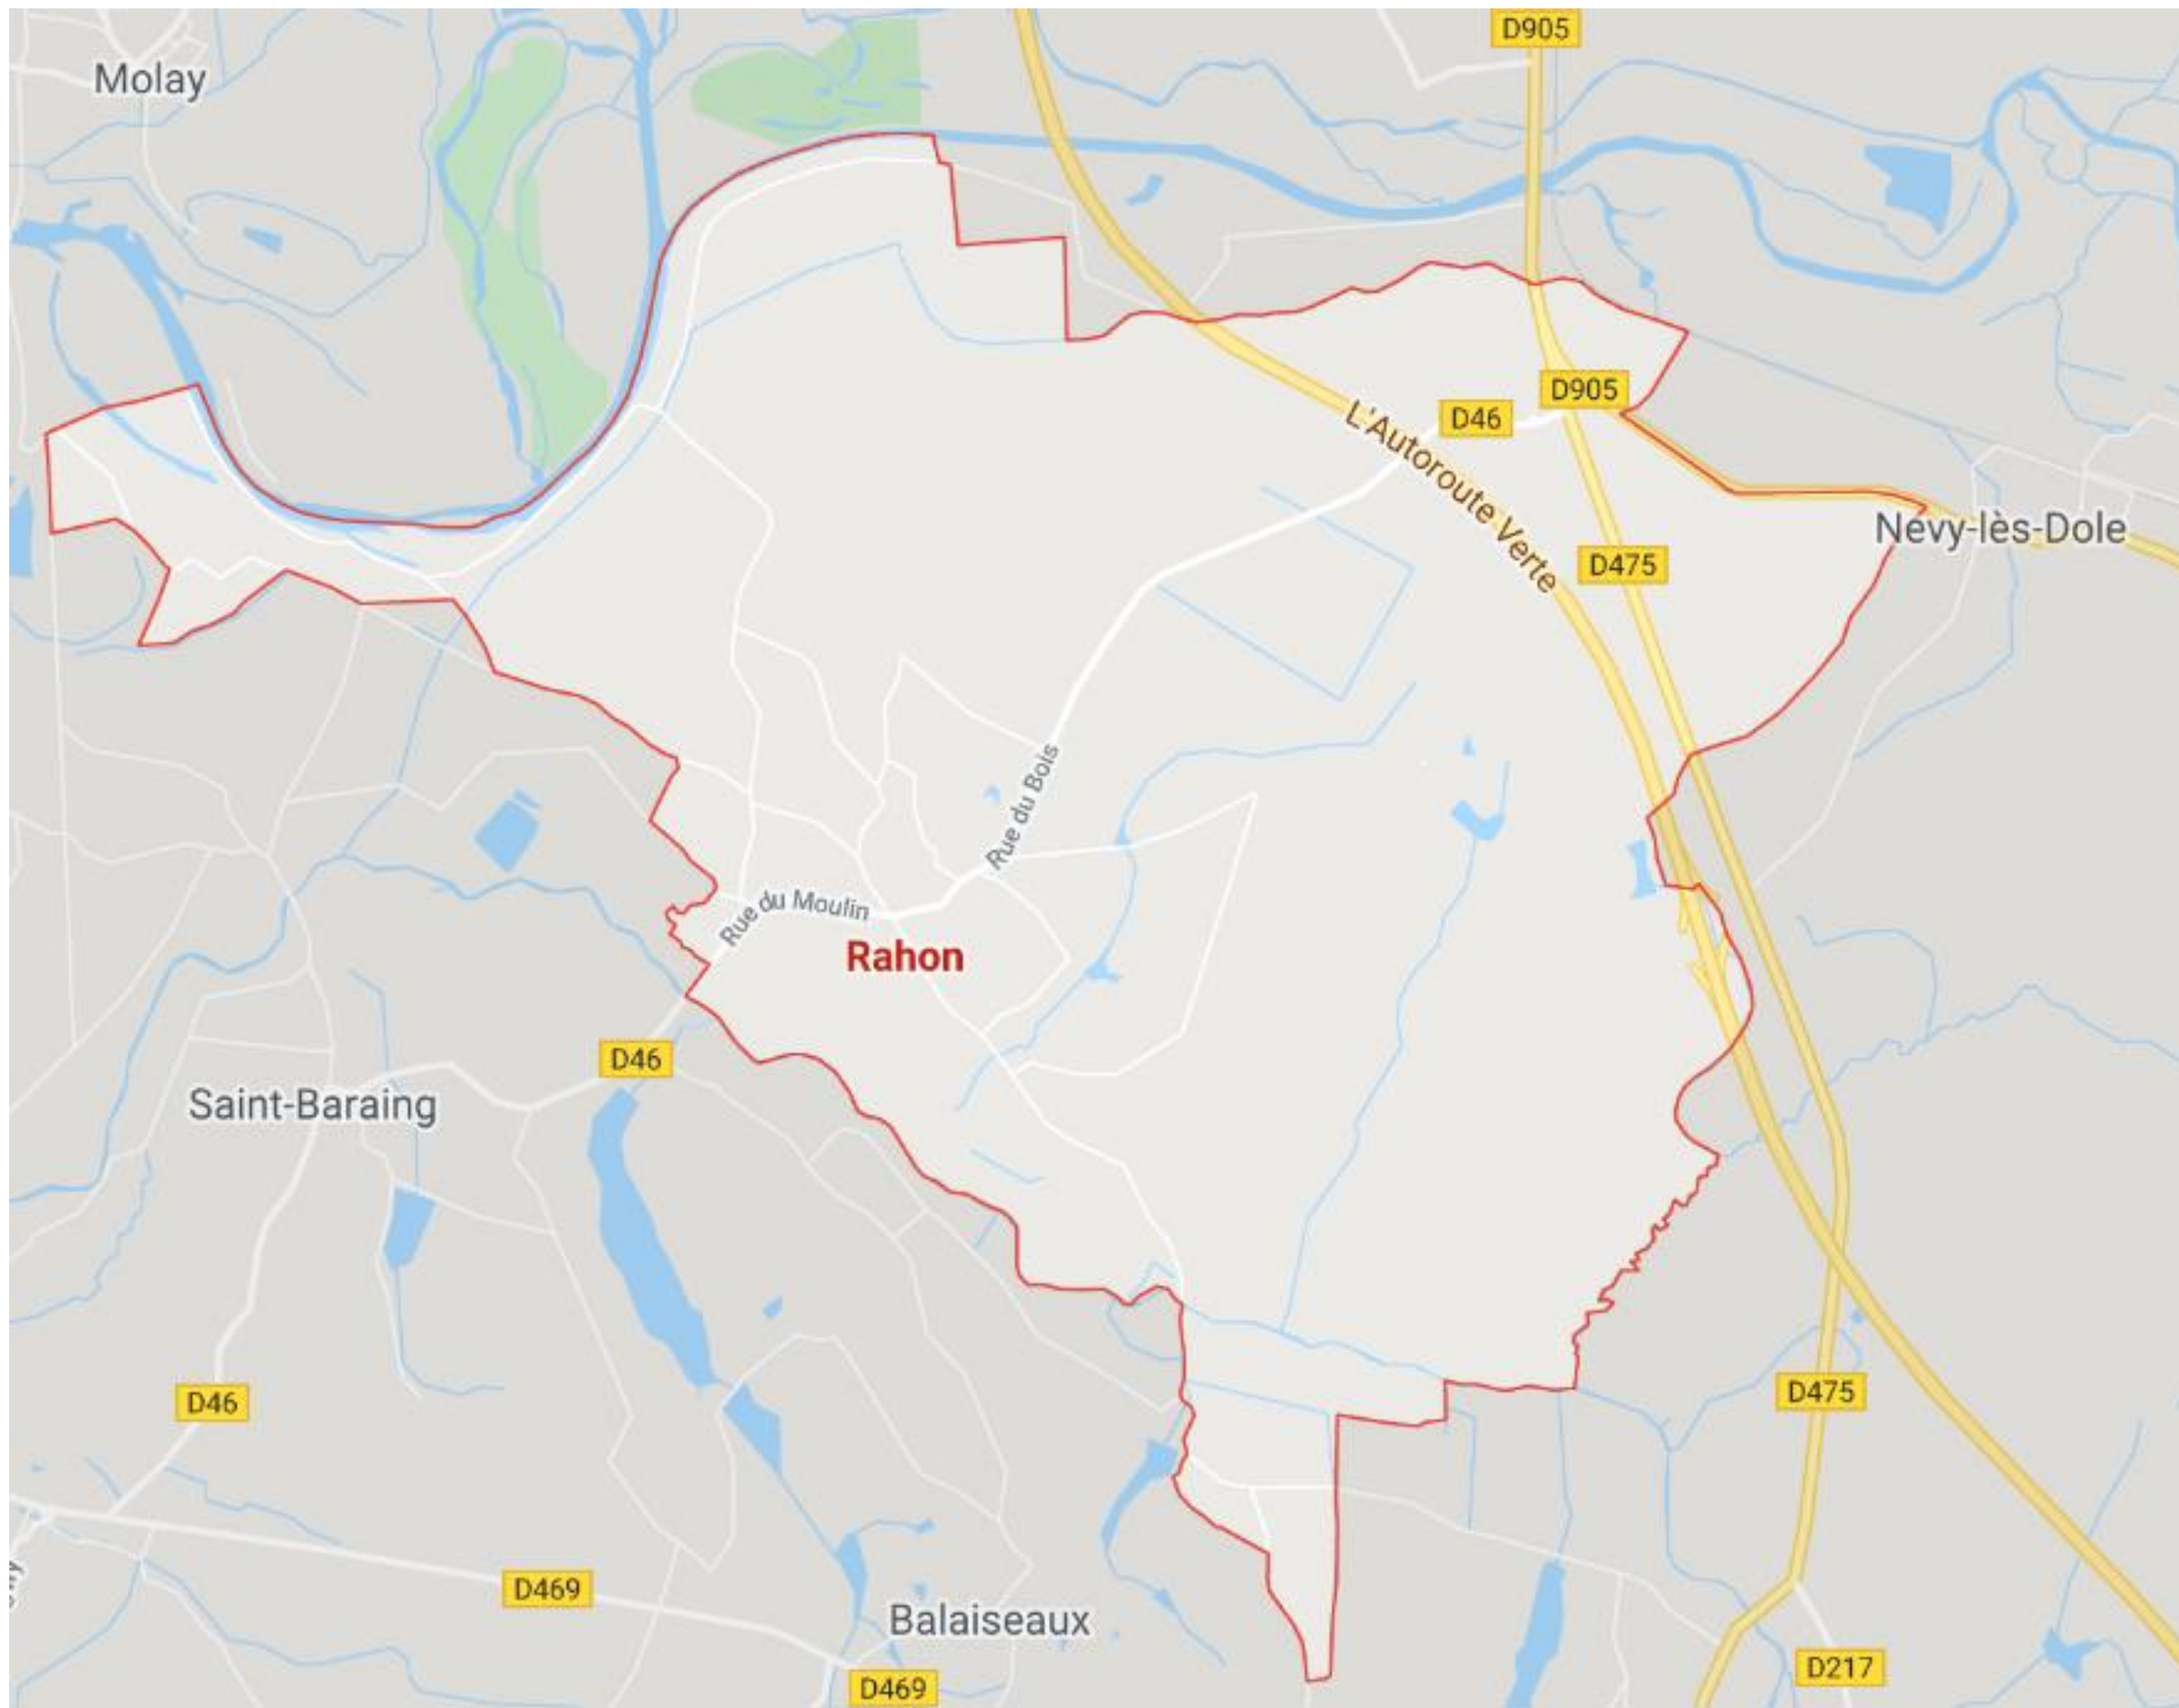 D905
Molay
D905
D46
L'Autoroute Verte
Nevy-lès-Dole
D475
Rue du Bois
Rue du Moulin
Rahon
D46
Saint-Baraing
D475
D46
D469
Balaiseaux
D217
D469